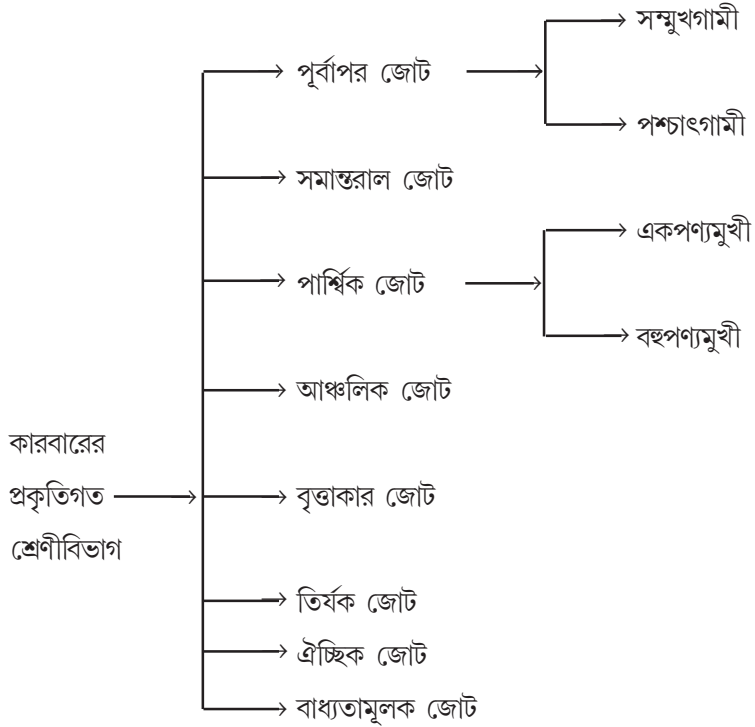 সম্মুখগামী
পূর্বাপর জোট
পশ্চাৎগামী
সমান্তরাল জোট
একপণ্যমুখী
পার্শ্বিক জোট
বহুপণ্যমুখী
আঞ্চলিক জোট
কারবারের
প্রকৃতিগত
শ্রেণীবিভাগ
বৃত্তাকার জোট
তির্যক জোট
ঐচ্ছিক জোট
বাধ্যতামূলক জোট